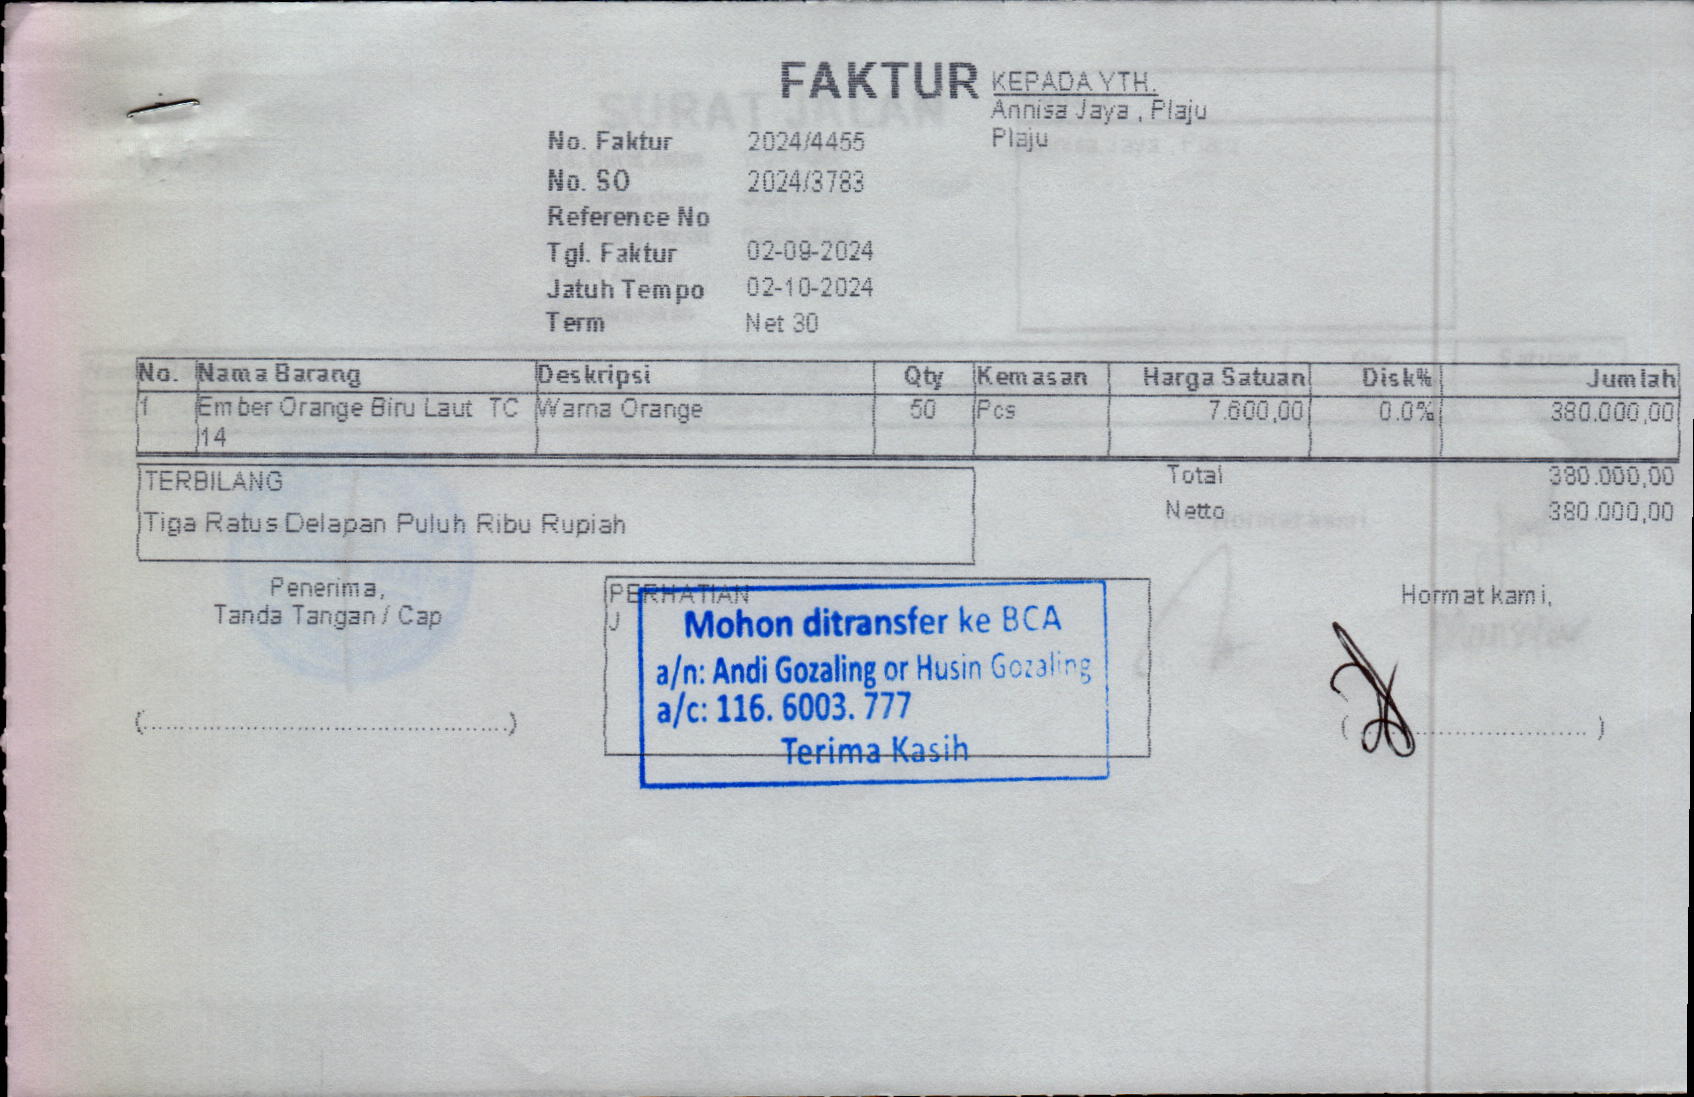 FAKTUR
KEPADA YTH.
Annisa Jaya , Plaju
Plaju
No. Faktur 2024/4455
No. SO 2024/3783
Reference No
Tgl. Faktur 02-09-2024
Jatuh Tempo 02-10-2024
Term Net 30
No. Nama Barang Deskripsi Qty Kemasan Harga Satuan Disk% Jumlah
1 Ember Orange Biru Laut TC Warna Orange 50 Pcs 7.600,00 0.0% 380.000,00
14
TERBILANG
Tiga Ratus Delapan Puluh Ribu Rupiah
Total 380.000,00
Netto 380.000,00
Penerima,
Tanda Tangan / Cap
(..............................................)
PERHATIAN
J
Mohon ditransfer ke BCA
a/n: Andi Gozaling or Husin Gozaling
a/c: 116. 6003. 777
Terima Kasih
Hormat kami,
( ........................ )
SURAT JALAN